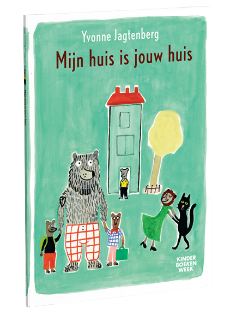 Yvonne Jagtenberg
Mijn huis is jouw huis
KINDER
BOEKEN
WEEK